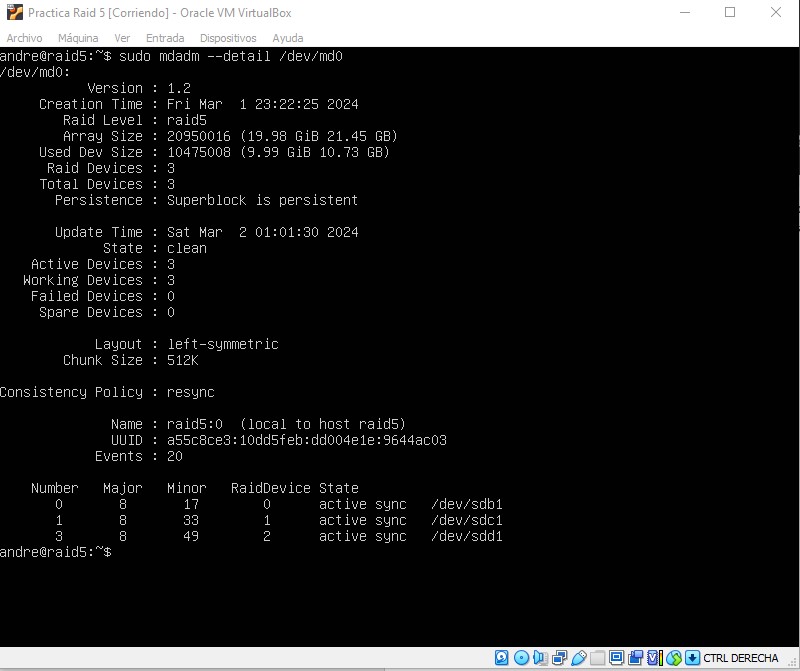 Practica Raid 5 [Corriendo] - Oracle VM VirtualBox
Archivo Máquina Ver Entrada Dispositivos Ayuda
andre@raid5:~$ sudo mdadm --detail /dev/md0
/dev/md0:
Version : 1.2
Creation Time : Fri Mar  1 23:22:25 2024
Raid Level : raid5
Array Size : 20950016 (19.98 GiB 21.45 GB)
Used Dev Size : 10475008 (9.99 GiB 10.73 GB)
Raid Devices : 3
Total Devices : 3
Persistence : Superblock is persistent
Update Time : Sat Mar  2 01:01:30 2024
State : clean
Active Devices : 3
Working Devices : 3
Failed Devices : 0
Spare Devices : 0
Layout : left-symmetric
Chunk Size : 512K
Consistency Policy : resync
Name : raid5:0  (local to host raid5)
UUID : a55c8ce3:10dd5feb:dd004e1e:9644ac03
Events : 20
Number   Major   Minor   RaidDevice State
0       8       17        0      active sync   /dev/sdb1
1       8       33        1      active sync   /dev/sdc1
3       8       49        2      active sync   /dev/sdd1
andre@raid5:~$
CTRL DERECHA